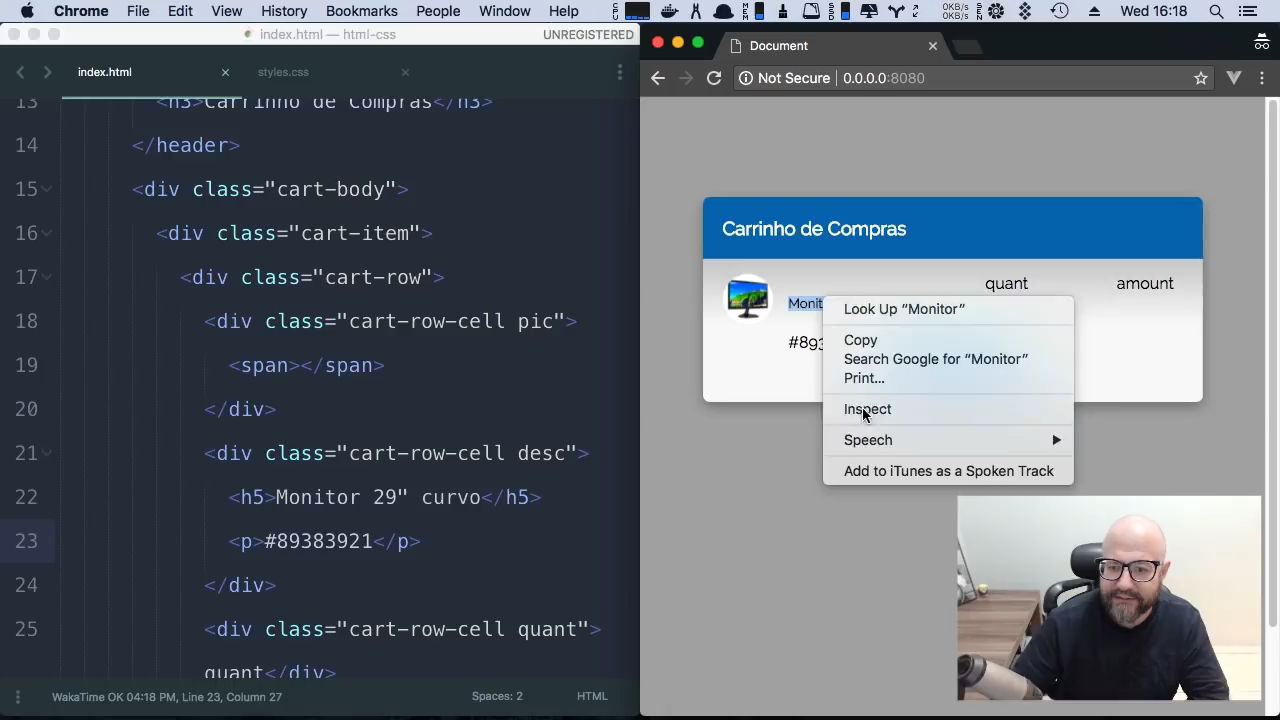 Chrome File Edit View History Bookmarks People Window Help
0KB/s
0KB/s
Wed 16:18
index.html — html-css
UNREGISTERED
index.html
styles.css
13 <h3>Carrinho de Compras</h3>
14 </header>
15 <div class="cart-body">
16 <div class="cart-item">
17 <div class="cart-row">
18 <div class="cart-row-cell pic">
19 <span></span>
20 </div>
21 <div class="cart-row-cell desc">
22 <h5>Monitor 29" curvo</h5>
23 <p>#89383921</p>
24 </div>
25 <div class="cart-row-cell quant">
quant</div>
WakaTime OK 04:18 PM, Line 23, Column 27
Spaces: 2
HTML
Document
Not Secure 0.0.0.0:8080
Carrinho de Compras
quant
amount
Monit
#893
Look Up “Monitor”
Copy
Search Google for “Monitor”
Print...
Inspect
Speech
Add to iTunes as a Spoken Track